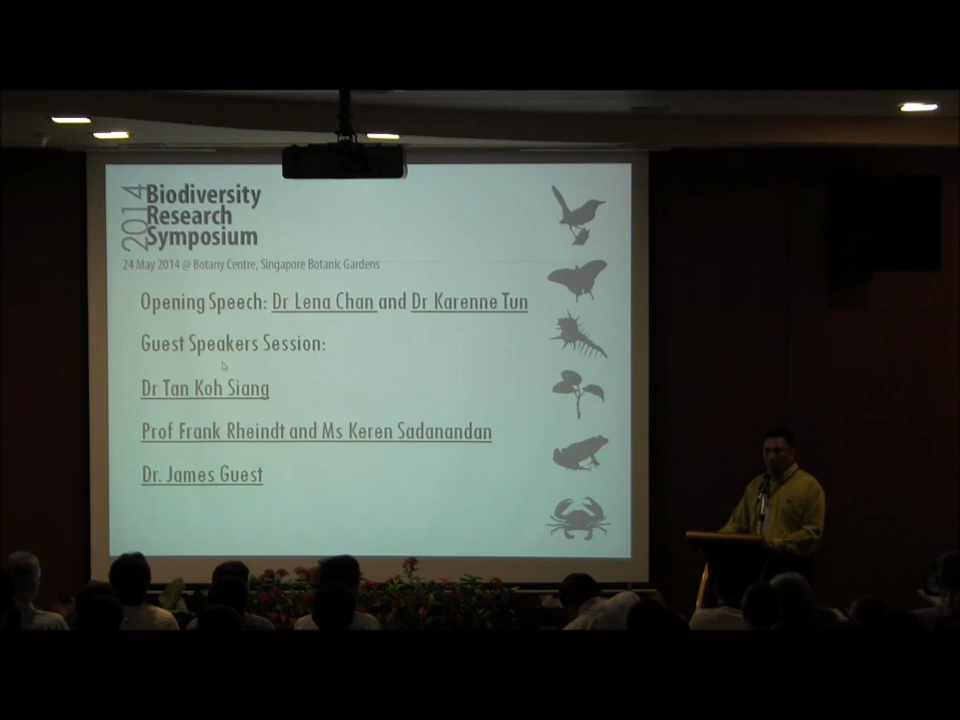 2014
Biodiversity
Research
Symposium
24 May 2014 @ Botany Centre, Singapore Botanic Gardens
Opening Speech: Dr Lena Chan and Dr Karenne Tun
Guest Speakers Session:
Dr Tan Koh Siang
Prof Frank Rheindt and Ms Keren Sadanandan
Dr. James Guest